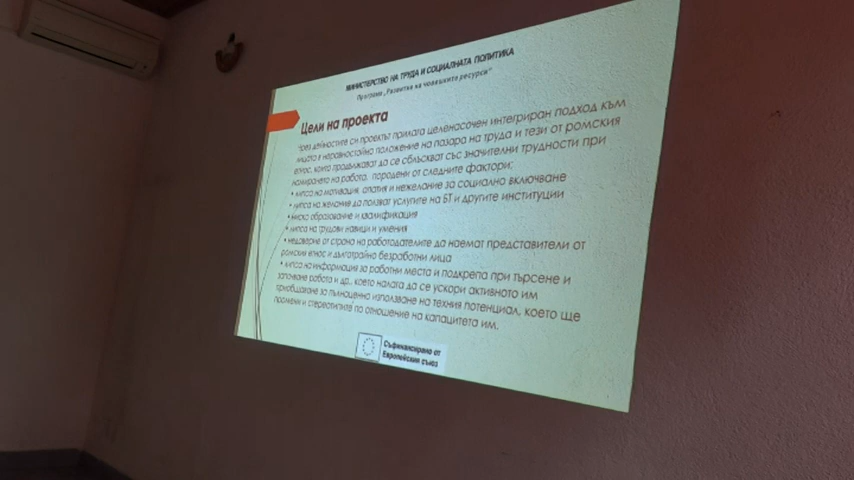 МИНИСТЕРСТВО НА ТРУДА И СОЦИАЛНАТА ПОЛИТИКА
Програма „Развитие на човешките ресурси“
Цели на проекта
Чрез дейностите си проектът прилага целенасочен интегриран подход към
лицата в неравностойно положение на пазара на труда и тези от ромския
етнос, които продължават да се сблъскват със значителни трудности при
намирането на работа, породени от следните фактори:
• липса на мотивация, апатия и нежелание за социално включване
• липса на желание да ползват услугите на БТ и другите институции
• ниско образование и квалификация
• липса на трудови навици и умения
• недоверие от страна на работодателите да наемат представители от
ромския етнос и дълготрайно безработни лица
• липса на информация за работни места и подкрепа при търсене и
започване работа и др., което налага да се ускори активното им
приобщаване за пълноценно използване на техния потенциал, което ще
промени и стереотипите по отношение на капацитета им.
Съфинансирано от
Европейския съюз